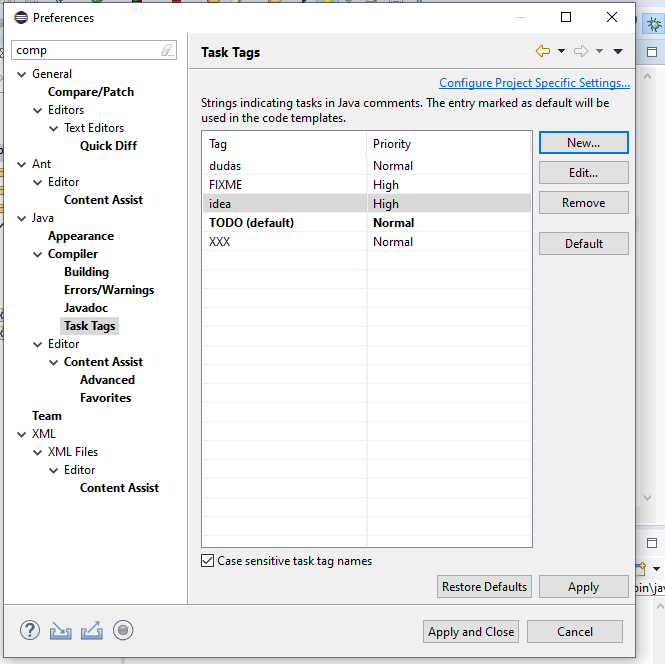 Preferences
comp
Task Tags
Configure Project Specific Settings...
Strings indicating tasks in Java comments. The entry marked as default will be
used in the code templates.
General
Compare/Patch
Editors
Text Editors
Quick Diff
Ant
Editor
Content Assist
Java
Appearance
Compiler
Building
Errors/Warnings
Javadoc
Task Tags
Editor
Content Assist
Advanced
Favorites
Team
XML
XML Files
Editor
Content Assist
Tag Priority
dudas Normal
FIXME High
idea High
TODO (default) Normal
XXX Normal
New...
Edit...
Remove
Default
Case sensitive task tag names
Restore Defaults Apply
Apply and Close Cancel
bin\jav